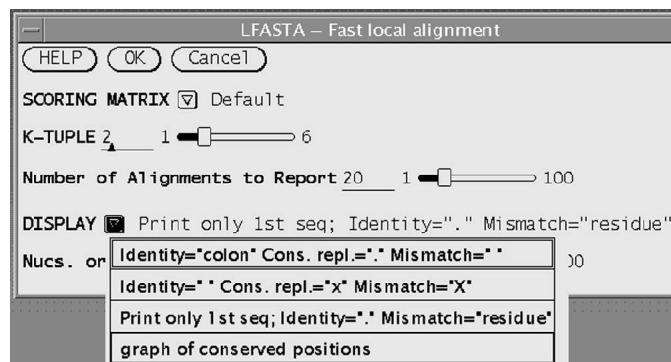 LFASTA – Fast local alignment
HELP OK Cancel
SCORING MATRIX Default
K-TUPLE 2 1 6
Number of Alignments to Report 20 1 100
DISPLAY Print only 1st seq; Identity="." Mismatch="residue"
Nucs. or
Identity="colon" Cons. repl.="." Mismatch=" "
Identity=" " Cons. repl.="x" Mismatch="X"
Print only 1st seq; Identity="." Mismatch="residue"
graph of conserved positions